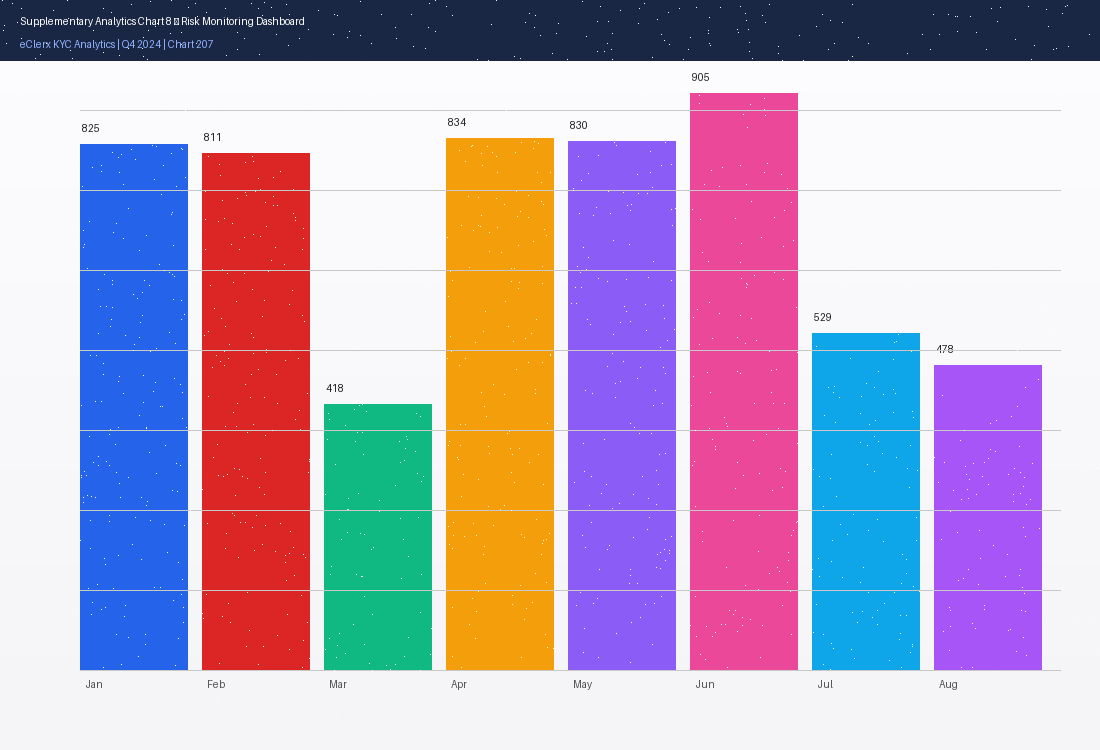 Supplementary Analytics Chart 8 □ Risk Monitoring Dashboard
eClerx KYC Analytics | Q4 2024 | Chart 207
905
834
830
825
811
529
478
418
Jan Feb Mar Apr May Jun Jul Aug